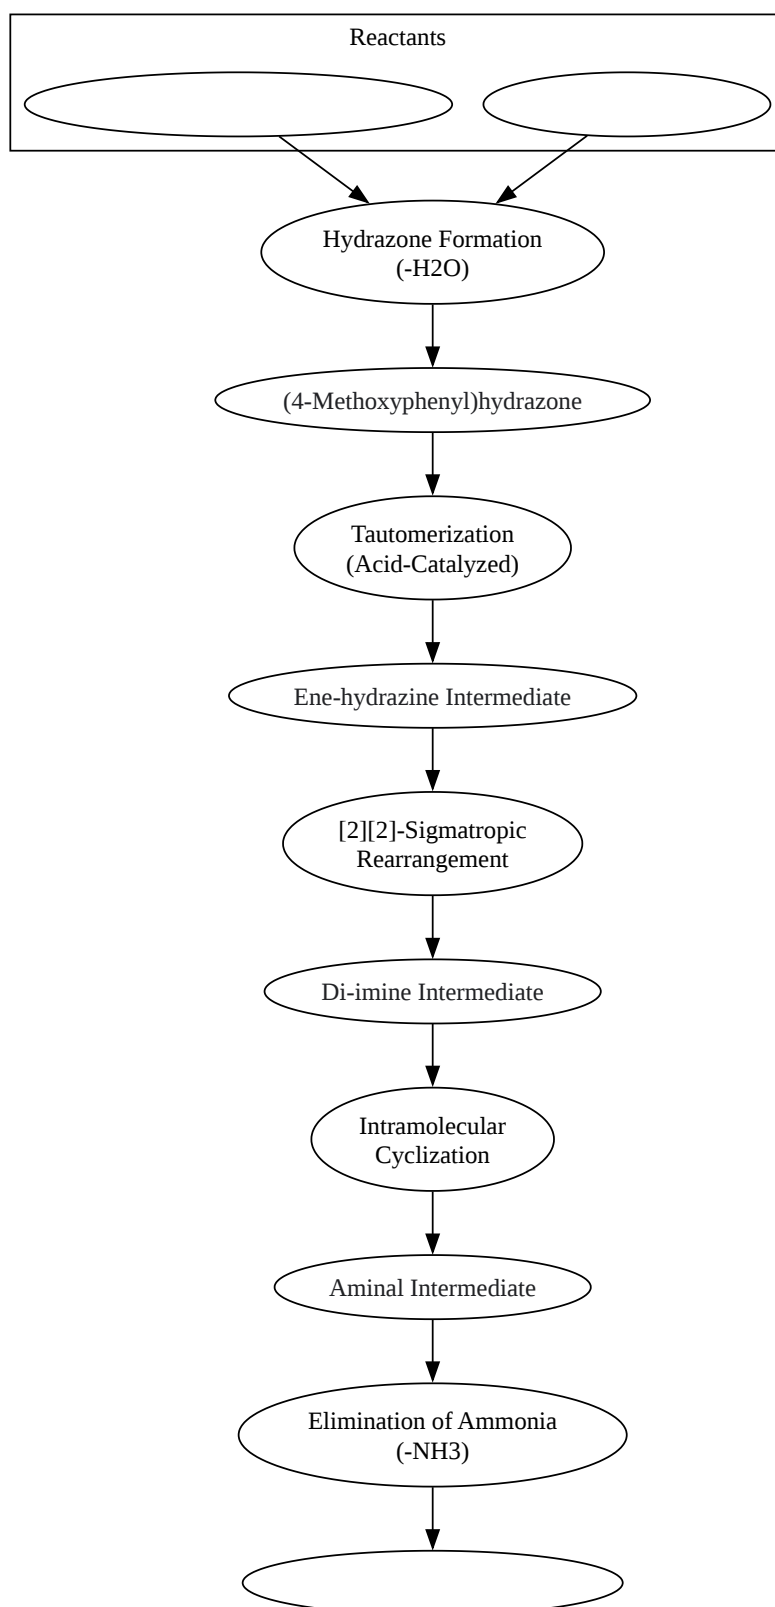 Reactants
Hydrazone Formation
(-H2O)
(4-Methoxyphenyl)hydrazone
Tautomerization
(Acid-Catalyzed)
Ene-hydrazine Intermediate
[2][2]-Sigmatropic
Rearrangement
Di-imine Intermediate
Intramolecular
Cyclization
Aminal Intermediate
Elimination of Ammonia
(-NH3)